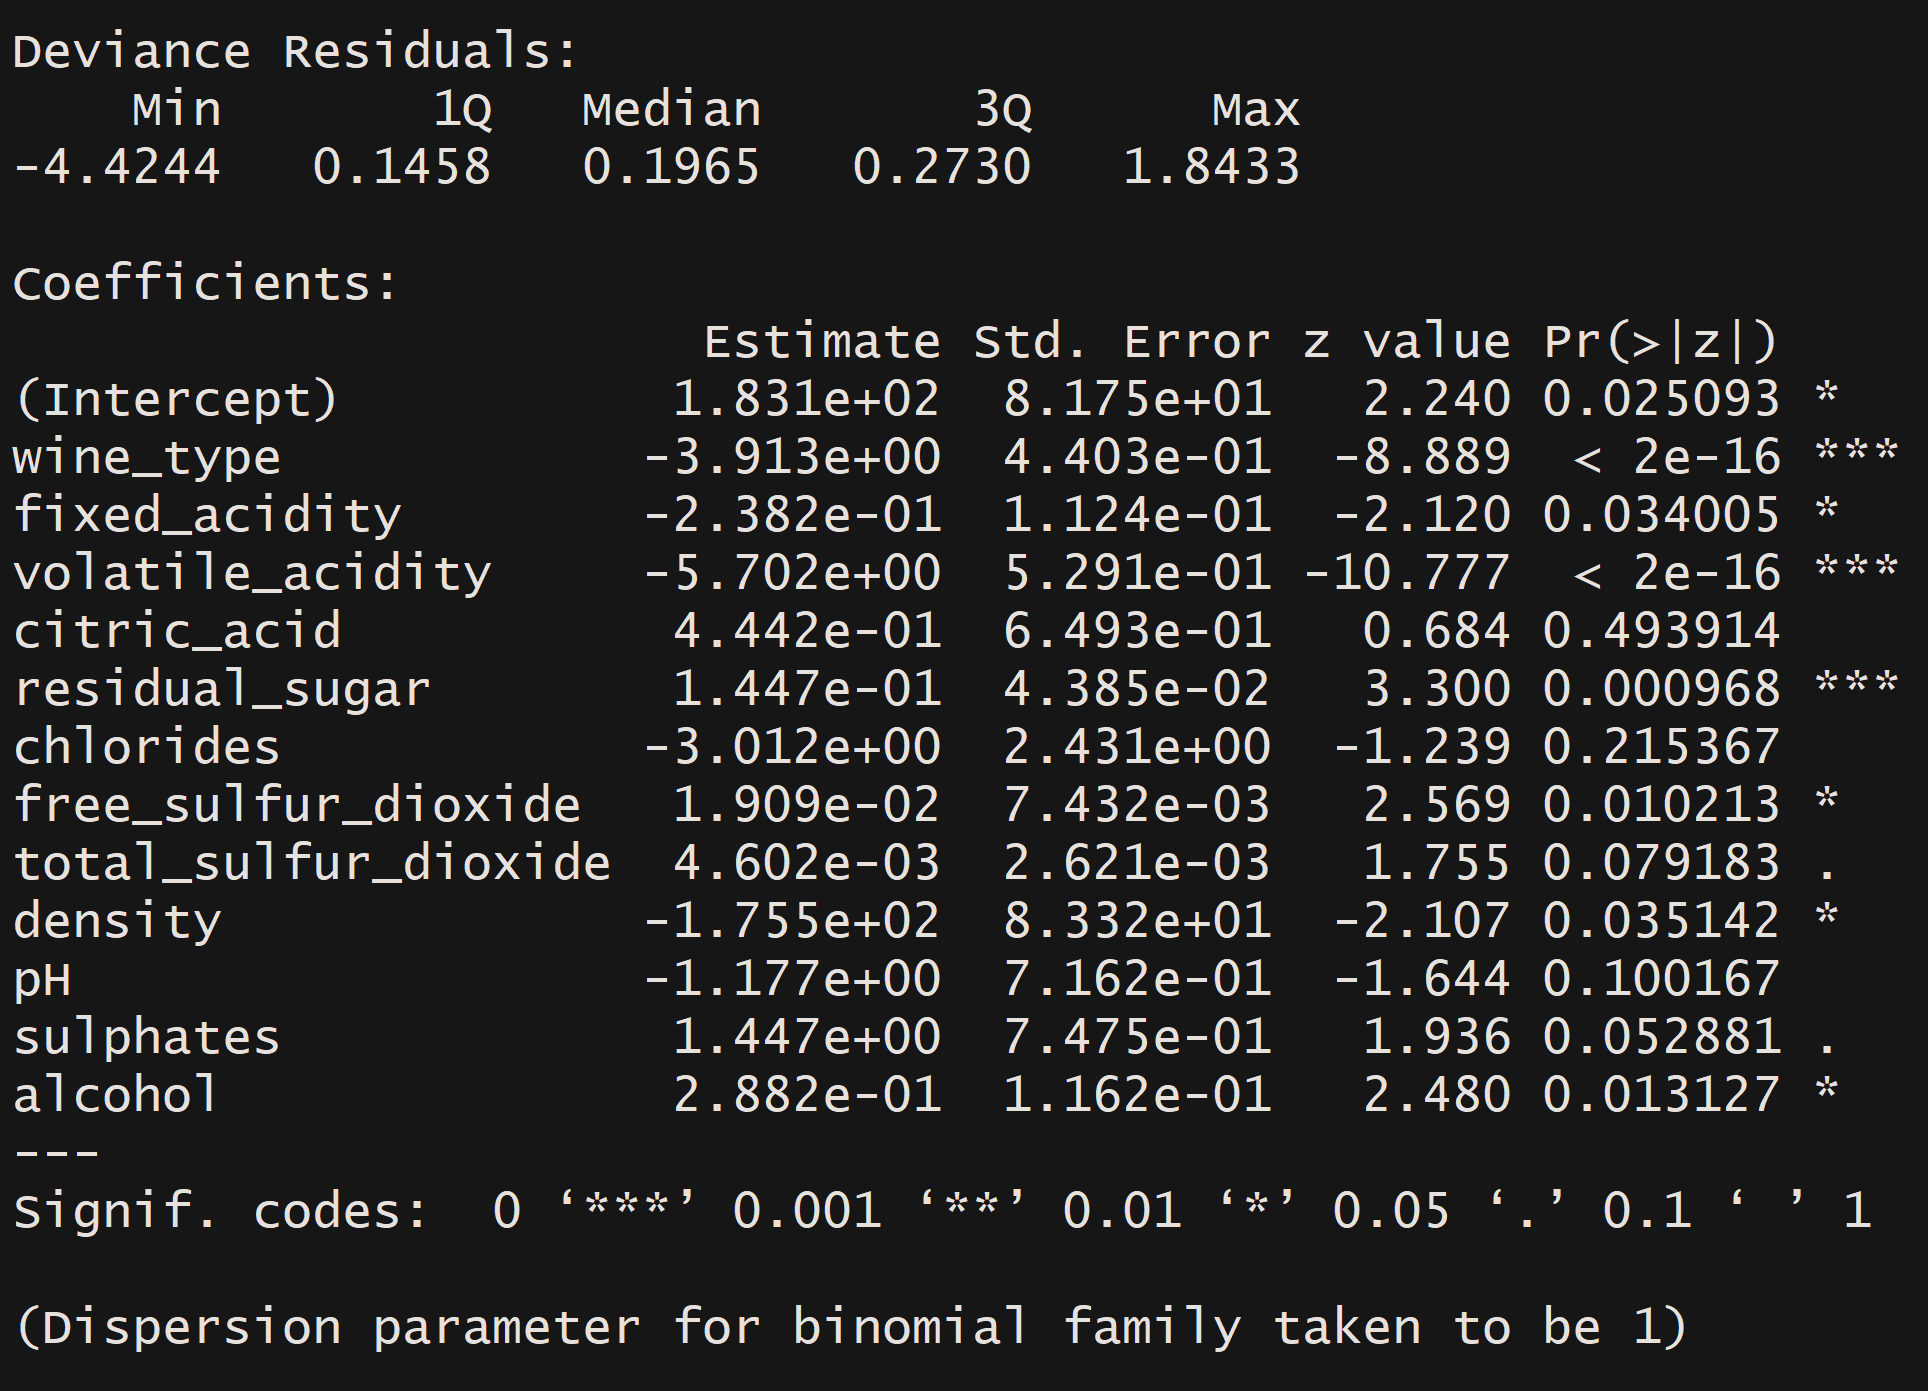 Deviance Residuals:
    Min       1Q   Median       3Q      Max
-4.4244   0.1458   0.1965   0.2730   1.8433

Coefficients:
                       Estimate Std. Error z value Pr(>|z|)
(Intercept)           1.831e+02  8.175e+01   2.240 0.025093 *
wine_type            -3.913e+00  4.403e-01  -8.889  < 2e-16 ***
fixed_acidity        -2.382e-01  1.124e-01  -2.120 0.034005 *
volatile_acidity     -5.702e+00  5.291e-01 -10.777  < 2e-16 ***
citric_acid           4.442e-01  6.493e-01   0.684 0.493914
residual_sugar        1.447e-01  4.385e-02   3.300 0.000968 ***
chlorides            -3.012e+00  2.431e+00  -1.239 0.215367
free_sulfur_dioxide   1.909e-02  7.432e-03   2.569 0.010213 *
total_sulfur_dioxide  4.602e-03  2.621e-03   1.755 0.079183 .
density              -1.755e+02  8.332e+01  -2.107 0.035142 *
pH                   -1.177e+00  7.162e-01  -1.644 0.100167
sulphates             1.447e+00  7.475e-01   1.936 0.052881 .
alcohol               2.882e-01  1.162e-01   2.480 0.013127 *
---
Signif. codes:  0 ‘***’ 0.001 ‘**’ 0.01 ‘*’ 0.05 ‘.’ 0.1 ‘ ’ 1

(Dispersion parameter for binomial family taken to be 1)